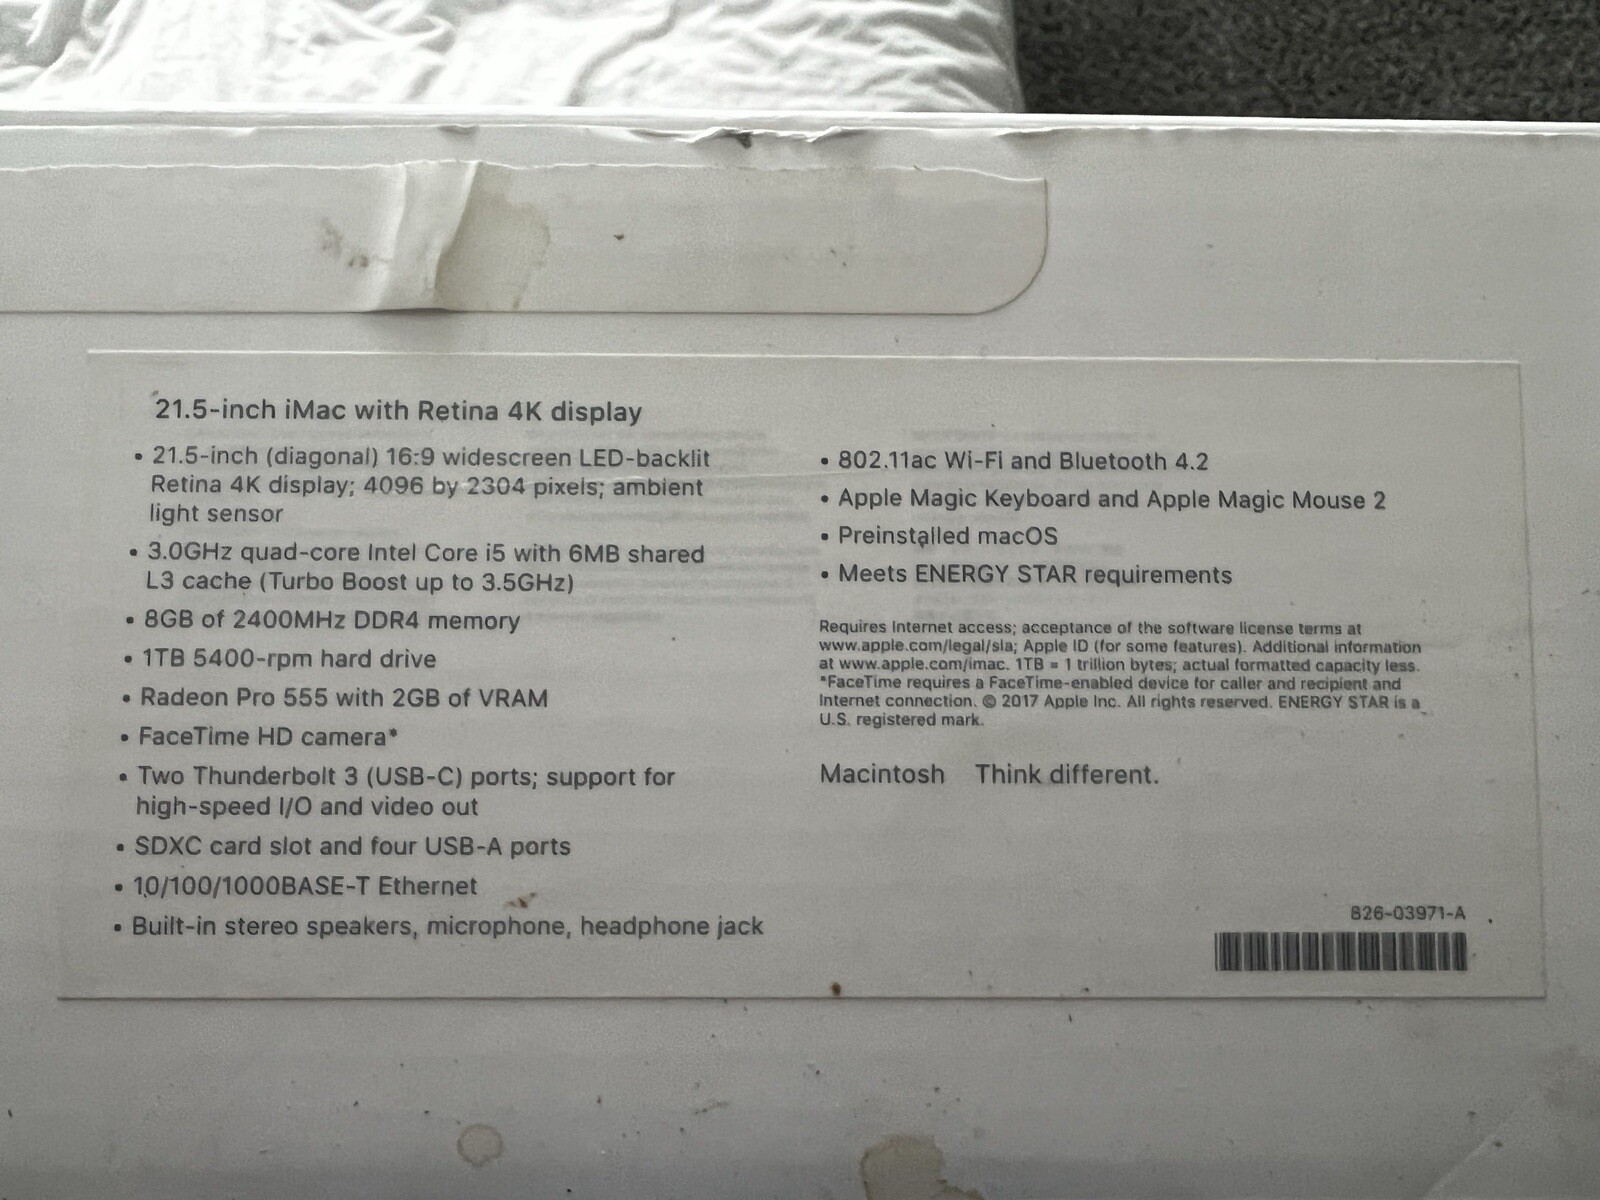 21.5-inch iMac with Retina 4K display
• 21.5-inch (diagonal) 16:9 widescreen LED-backlit
Retina 4K display; 4096 by 2304 pixels; ambient
light sensor
• 3.0GHz quad-core Intel Core i5 with 6MB shared
L3 cache (Turbo Boost up to 3.5GHz)
• 8GB of 2400MHz DDR4 memory
• 1TB 5400-rpm hard drive
• Radeon Pro 555 with 2GB of VRAM
• FaceTime HD camera*
• Two Thunderbolt 3 (USB-C) ports; support for
high-speed I/O and video out
• SDXC card slot and four USB-A ports
• 10/100/1000BASE-T Ethernet
• Built-in stereo speakers, microphone, headphone jack
• 802.11ac Wi-Fi and Bluetooth 4.2
• Apple Magic Keyboard and Apple Magic Mouse 2
• Preinstalled macOS
• Meets ENERGY STAR requirements
Requires Internet access; acceptance of the software license terms at
www.apple.com/legal/sla; Apple ID (for some features). Additional information
at www.apple.com/imac. 1TB = 1 trillion bytes; actual formatted capacity less.
*FaceTime requires a FaceTime-enabled device for caller and recipient and
Internet connection. © 2017 Apple Inc. All rights reserved. ENERGY STAR is a
U.S. registered mark.
Macintosh Think different.
826-03971-A